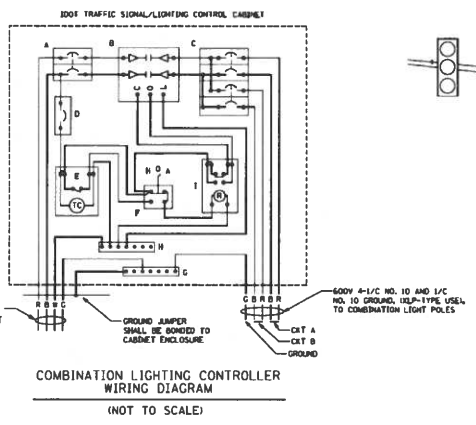 IDOT TRAFFIC SIGNAL/LIGHTING CONTROL CABINET
A
B
C
D
C O L
E
H O A
TC
F
I
R
H
G
R B W G
G B R B R
600V 4-1/C NO. 10 AND 1/C
NO. 10 GROUND, (XLP-TYPE USE),
TO COMBINATION LIGHT POLES
GROUND JUMPER
SHALL BE BONDED TO
CABINET ENCLOSURE
CKT A
CKT B
GROUND
COMBINATION LIGHTING CONTROLLER
WIRING DIAGRAM
(NOT TO SCALE)